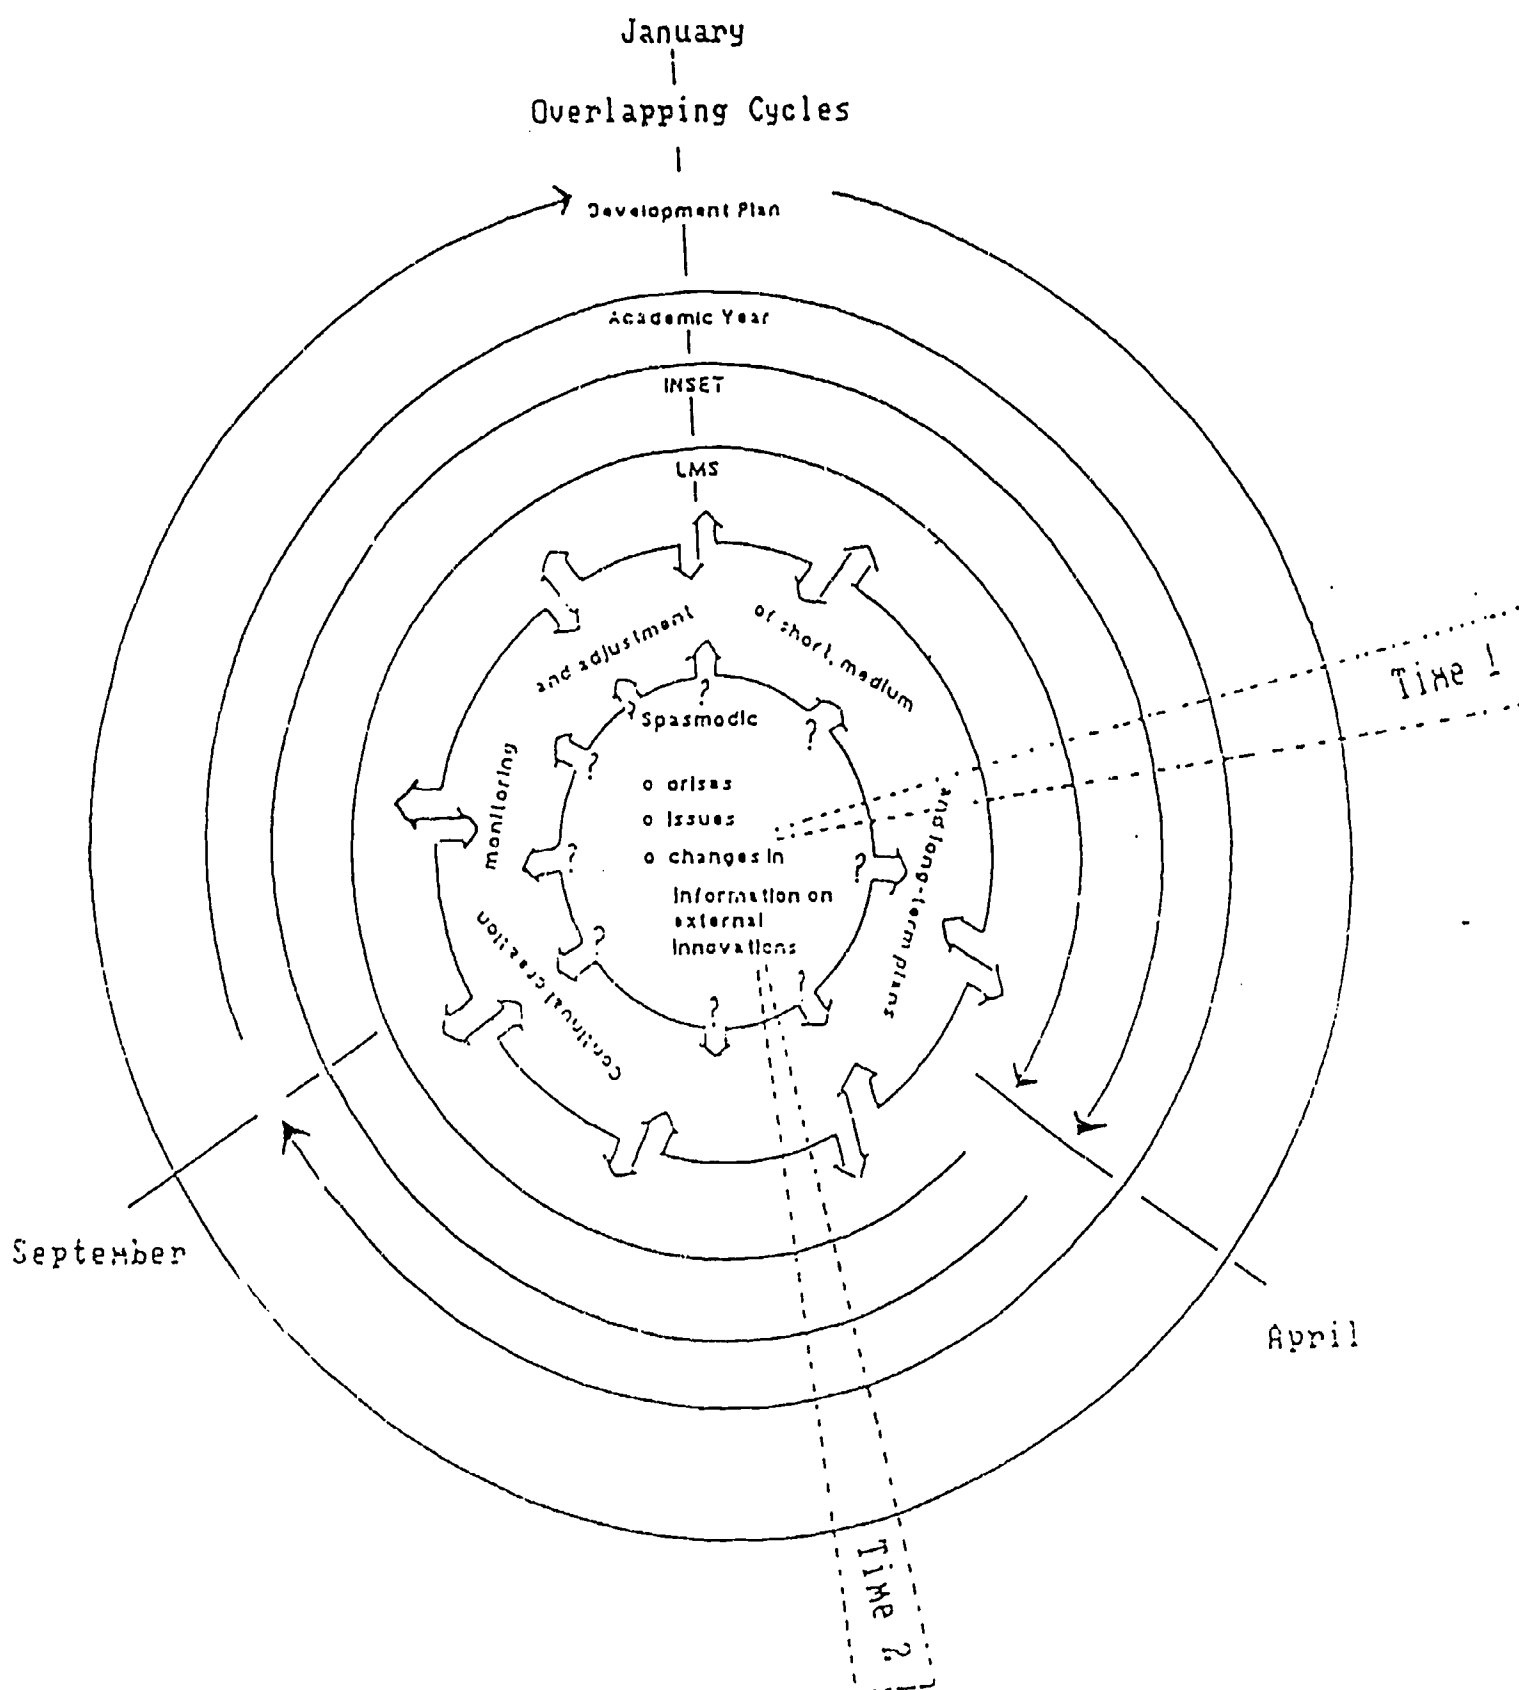 January
Overlapping Cycles
Development Plan
Academic Year
INSET
LMS
Continual creation
monitoring
and adjustment
of short, medium
and long-term plans
?
?
?
?
?
?
?
?
?
?
Spasmodic
o crises
o issues
o changes in
information on
external
innovations
Time 1
Time 2
September
April